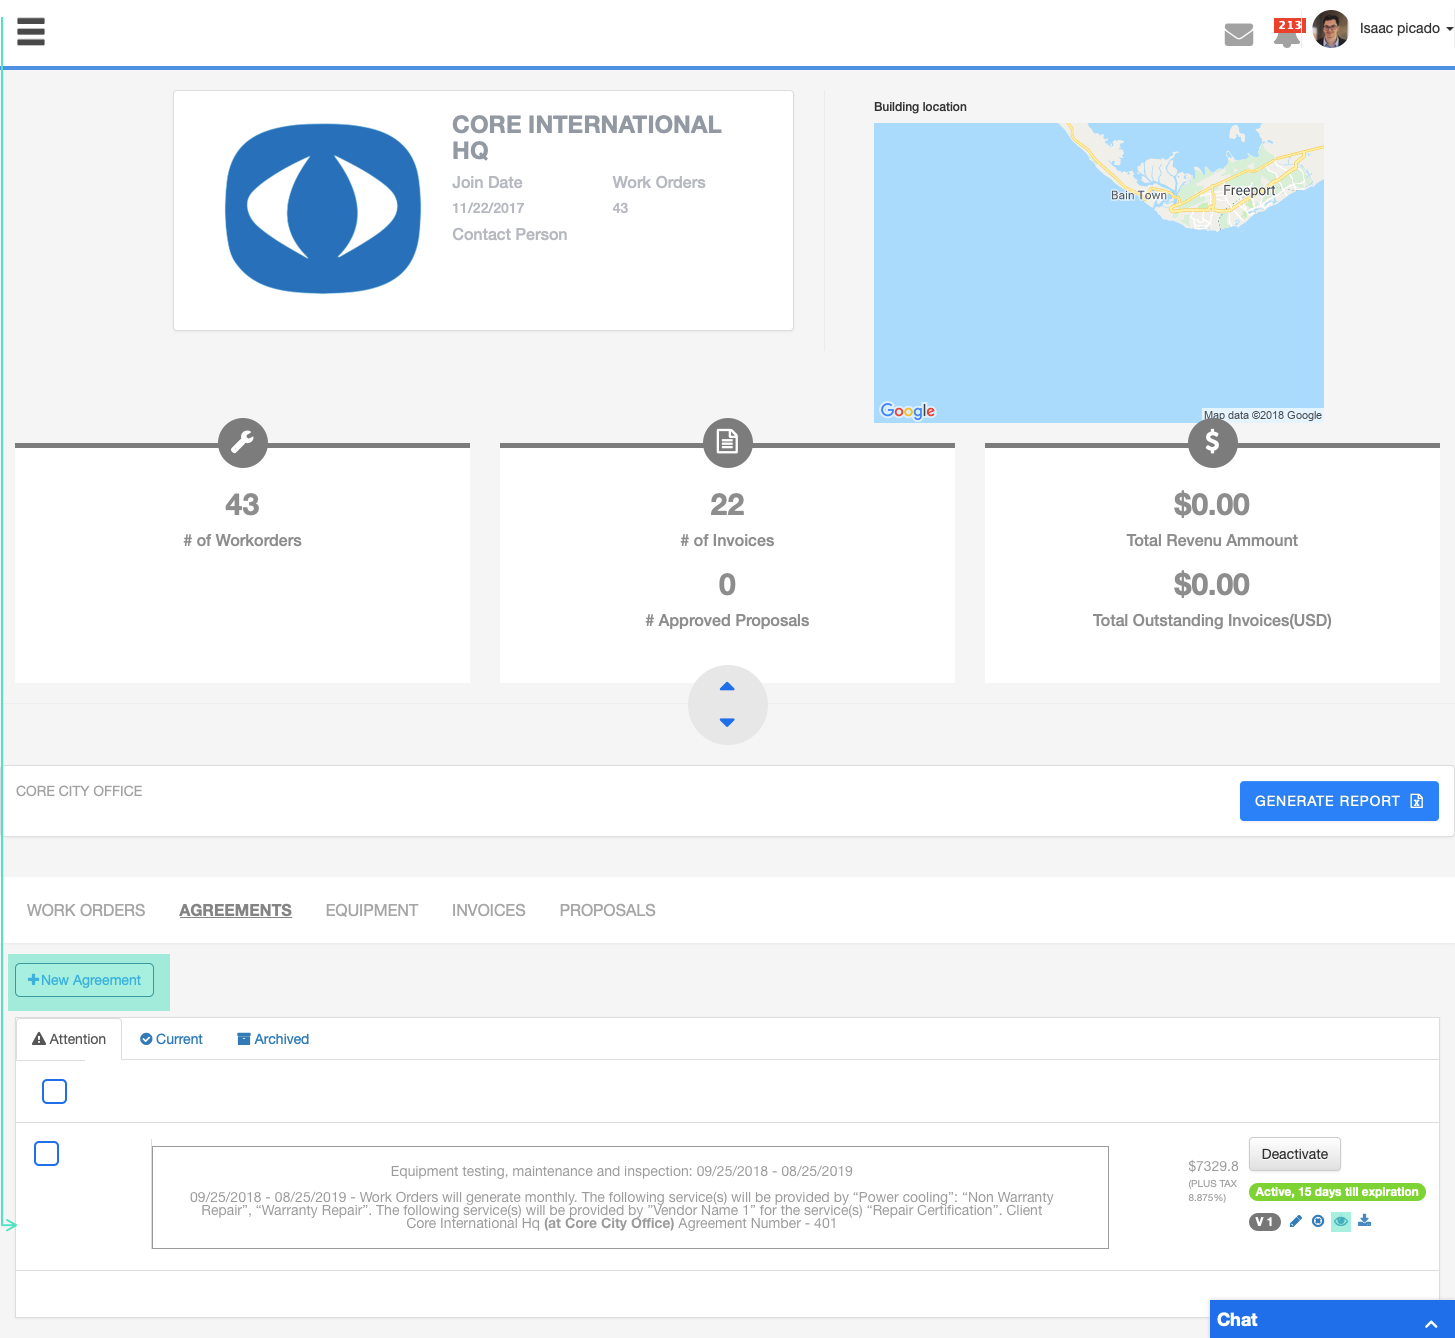 213
Isaac picado
CORE INTERNATIONAL
HQ
Join Date
Work Orders
11/22/2017
43
Contact Person
Building location
Bain Town
Freeport
Google
Map data ©2018 Google
43
# of Workorders
22
# of Invoices
0
# Approved Proposals
$0.00
Total Revenu Ammount
$0.00
Total Outstanding Invoices(USD)
CORE CITY OFFICE
GENERATE REPORT
WORK ORDERS
AGREEMENTS
EQUIPMENT
INVOICES
PROPOSALS
+New Agreement
Attention
Current
Archived
Equipment testing, maintenance and inspection: 09/25/2018 - 08/25/2019
09/25/2018 - 08/25/2019 - Work Orders will generate monthly. The following service(s) will be provided by “Power cooling”: “Non Warranty
Repair”, “Warranty Repair”. The following service(s) will be provided by ”Vendor Name 1” for the service(s) “Repair Certification”. Client
Core International Hq (at Core City Office) Agreement Number - 401
$7329.8
(PLUS TAX
8.875%)
Deactivate
Active, 15 days till expiration
V 1
Chat